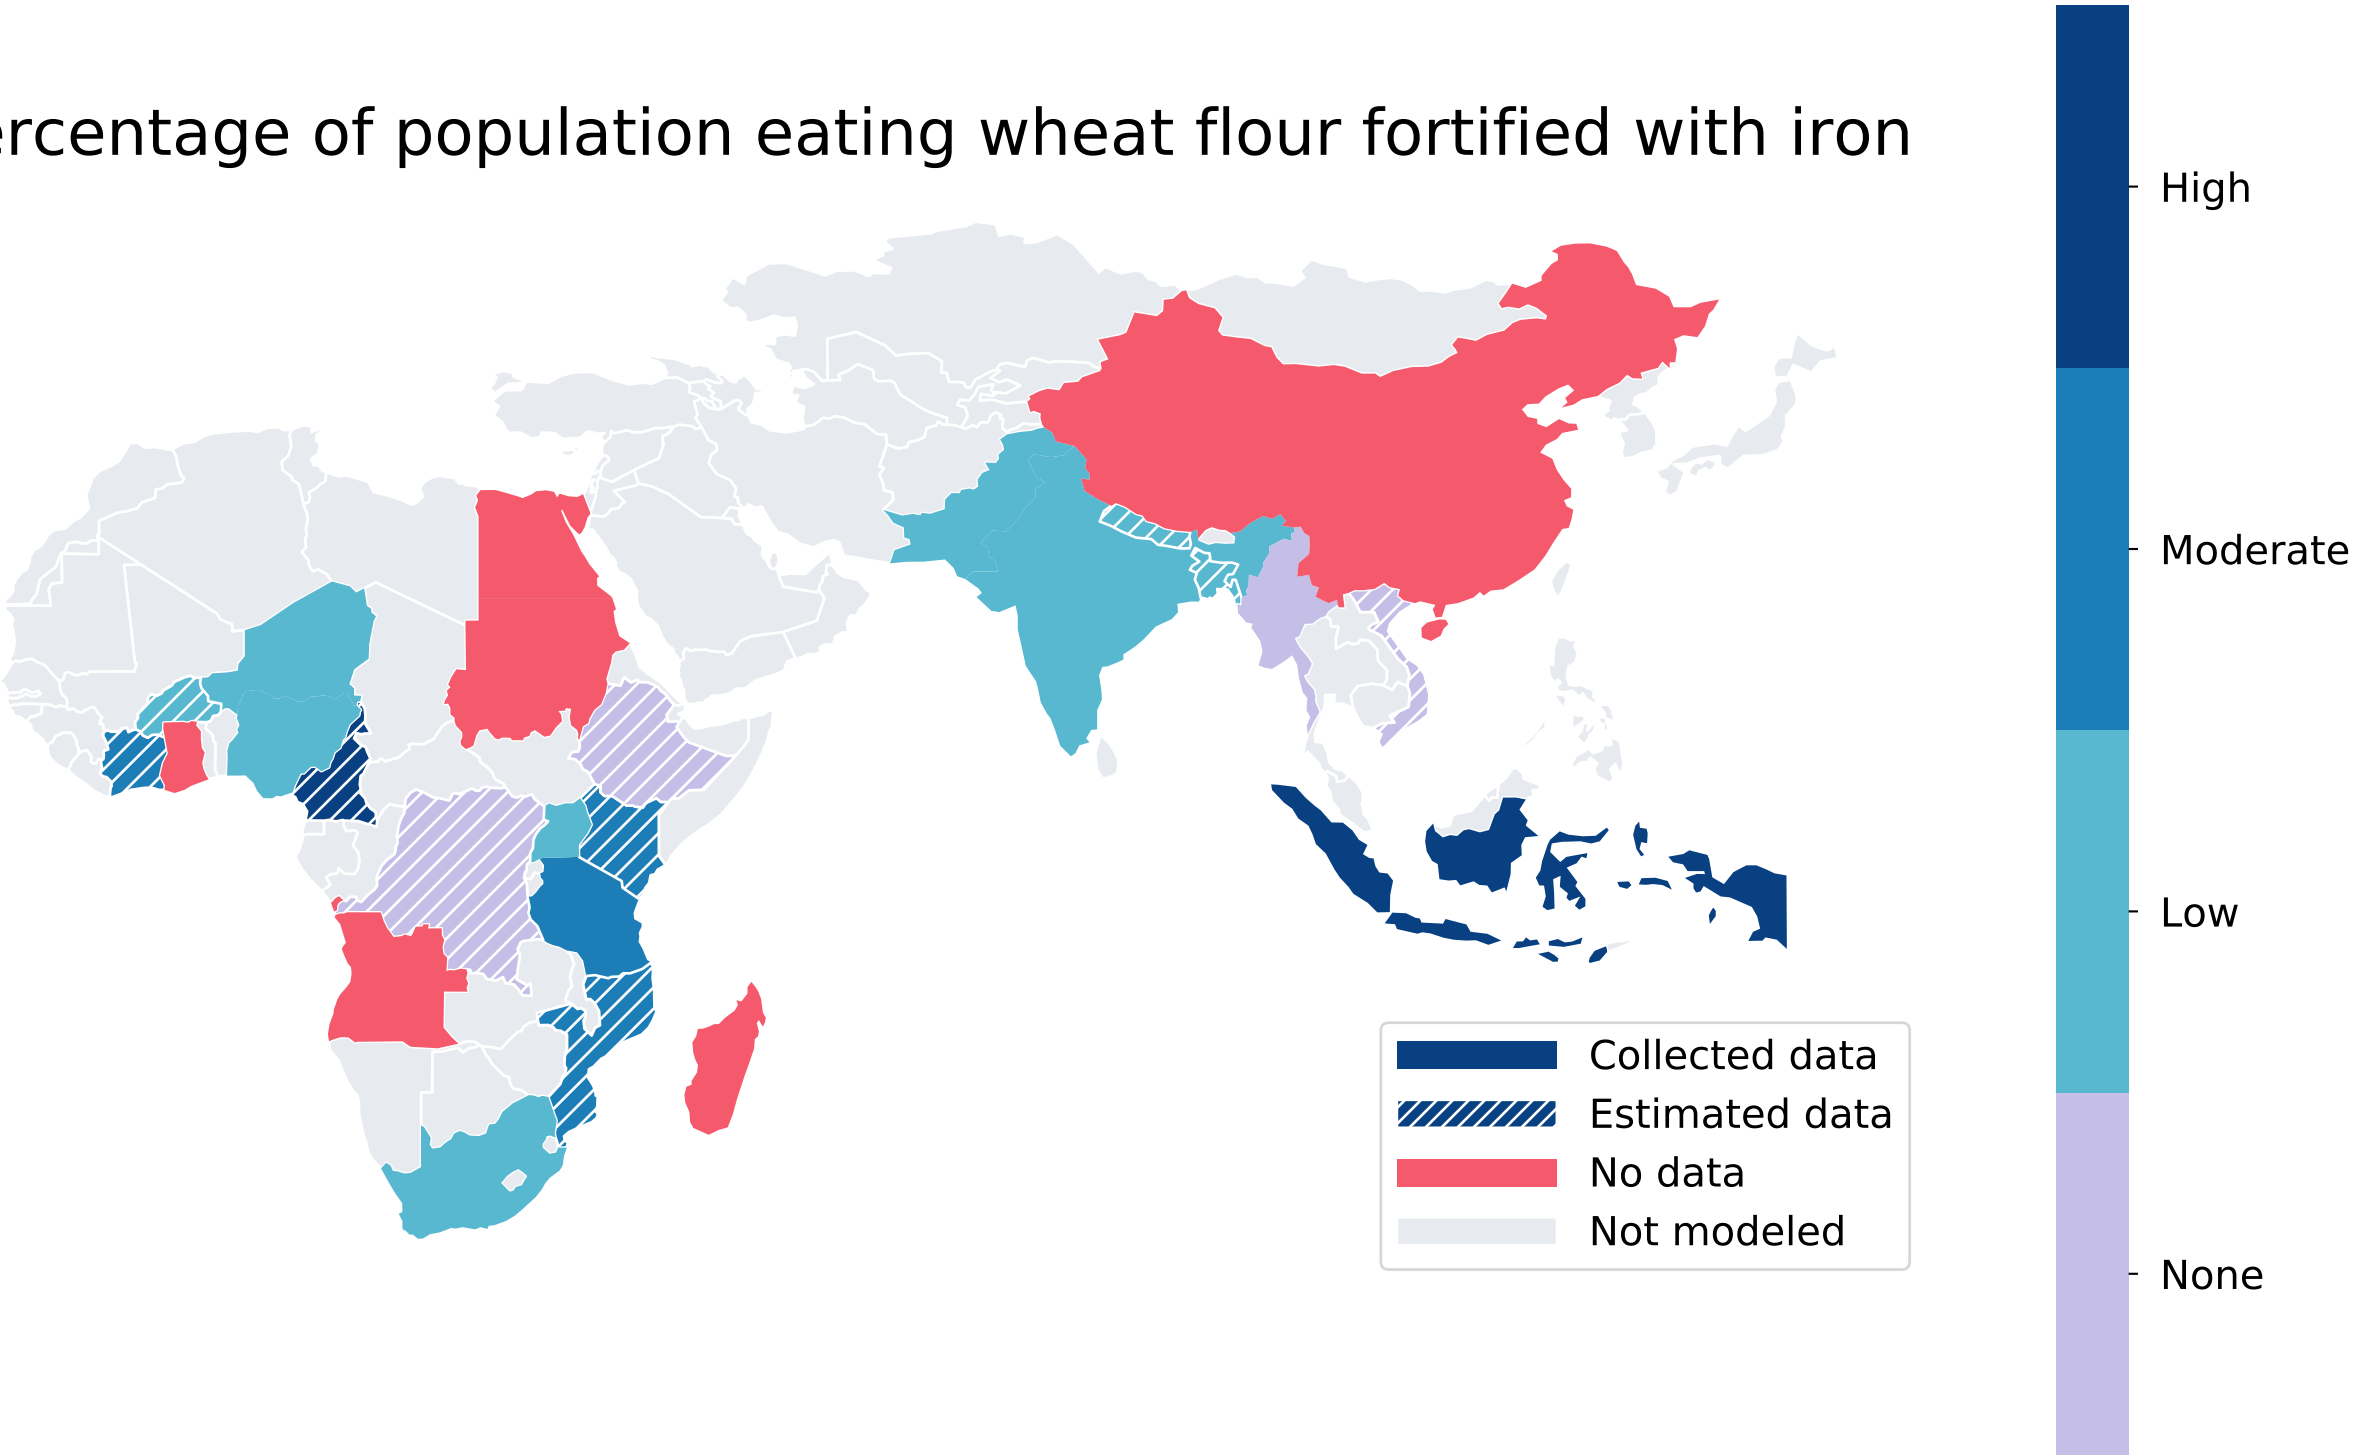 ercentage of population eating wheat flour fortified with iron
High
Moderate
Low
None
Collected data
Estimated data
No data
Not modeled